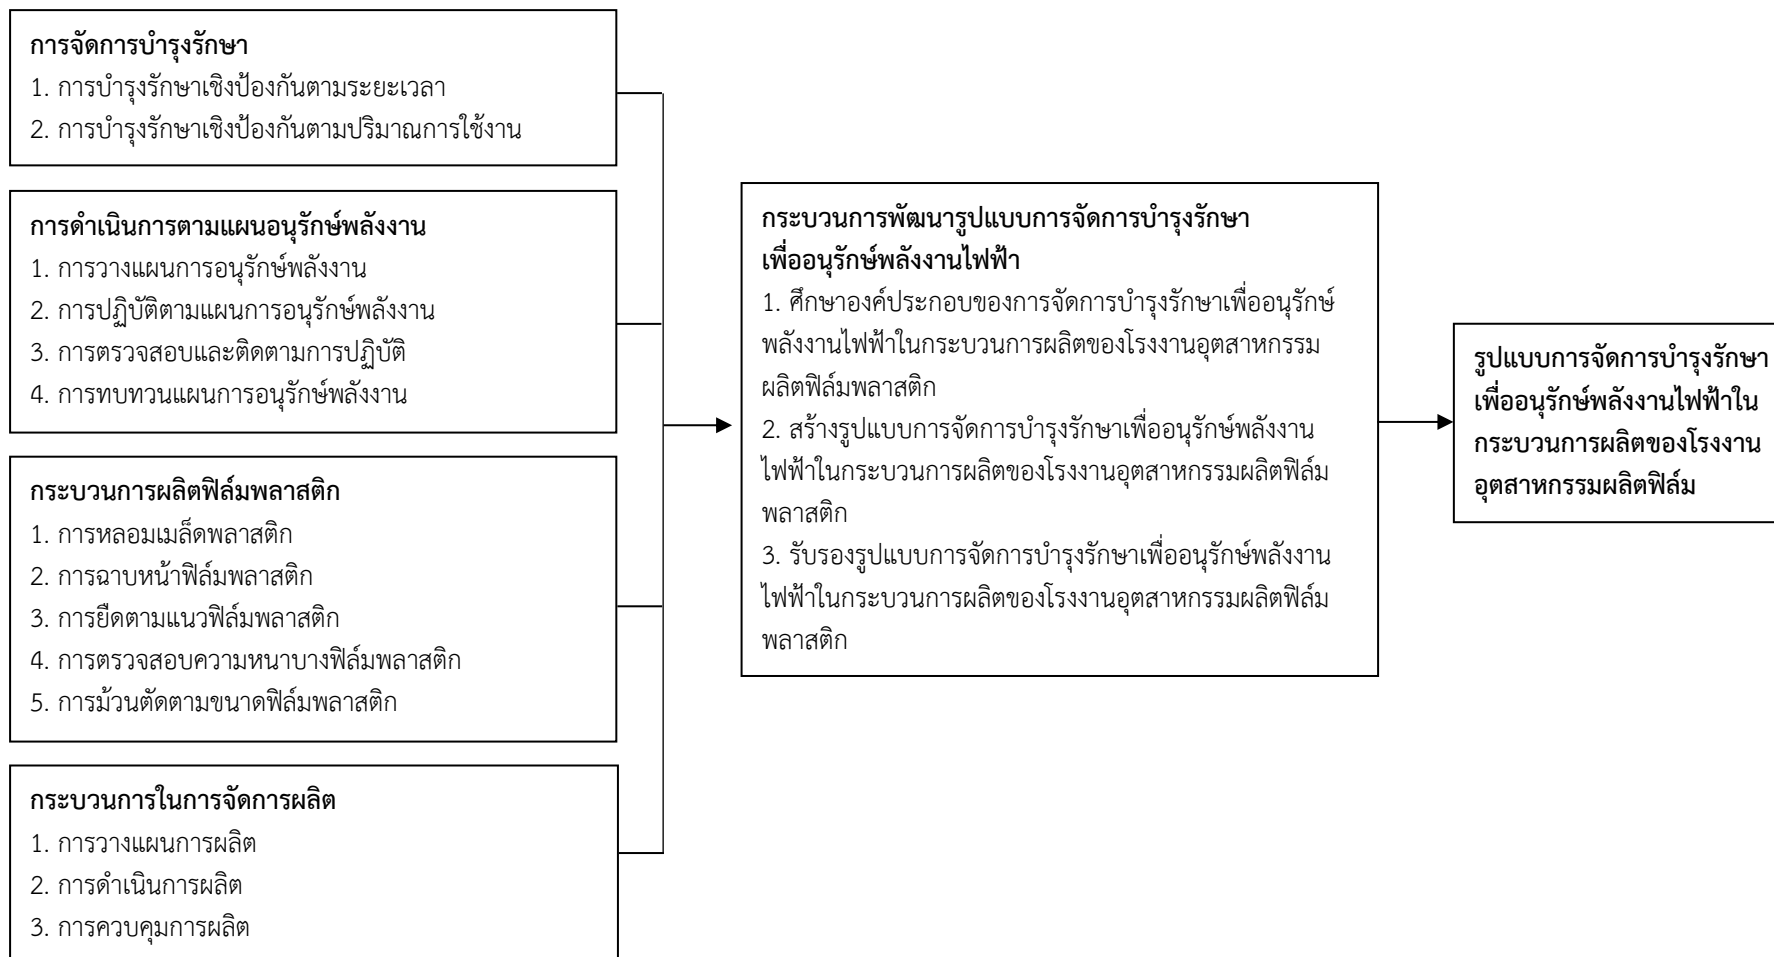 การจัดการบำรุงรักษา
1. การบำรุงรักษาเชิงป้องกันตามระยะเวลา
2. การบำรุงรักษาเชิงป้องกันตามปริมาณการใช้งาน
การดำเนินการตามแผนอนุรักษ์พลังงาน
1. การวางแผนการอนุรักษ์พลังงาน
2. การปฏิบัติตามแผนการอนุรักษ์พลังงาน
3. การตรวจสอบและติดตามการปฏิบัติ
4. การทบทวนแผนการอนุรักษ์พลังงาน
กระบวนการผลิตฟิล์มพลาสติก
1. การหลอมเมล็ดพลาสติก
2. การฉาบหน้าฟิล์มพลาสติก
3. การยืดตามแนวฟิล์มพลาสติก
4. การตรวจสอบความหนาบางฟิล์มพลาสติก
5. การม้วนตัดตามขนาดฟิล์มพลาสติก
กระบวนการในการจัดการผลิต
1. การวางแผนการผลิต
2. การดำเนินการผลิต
3. การควบคุมการผลิต
กระบวนการพัฒนารูปแบบการจัดการบำรุงรักษา
เพื่ออนุรักษ์พลังงานไฟฟ้า
1. ศึกษาองค์ประกอบของการจัดการบำรุงรักษาเพื่ออนุรักษ์
พลังงานไฟฟ้าในกระบวนการผลิตของโรงงานอุตสาหกรรม
ผลิตฟิล์มพลาสติก
2. สร้างรูปแบบการจัดการบำรุงรักษาเพื่ออนุรักษ์พลังงาน
ไฟฟ้าในกระบวนการผลิตของโรงงานอุตสาหกรรมผลิตฟิล์ม
พลาสติก
3. รับรองรูปแบบการจัดการบำรุงรักษาเพื่ออนุรักษ์พลังงาน
ไฟฟ้าในกระบวนการผลิตของโรงงานอุตสาหกรรมผลิตฟิล์ม
พลาสติก
รูปแบบการจัดการบำรุงรักษา
เพื่ออนุรักษ์พลังงานไฟฟ้าใน
กระบวนการผลิตของโรงงาน
อุตสาหกรรมผลิตฟิล์ม